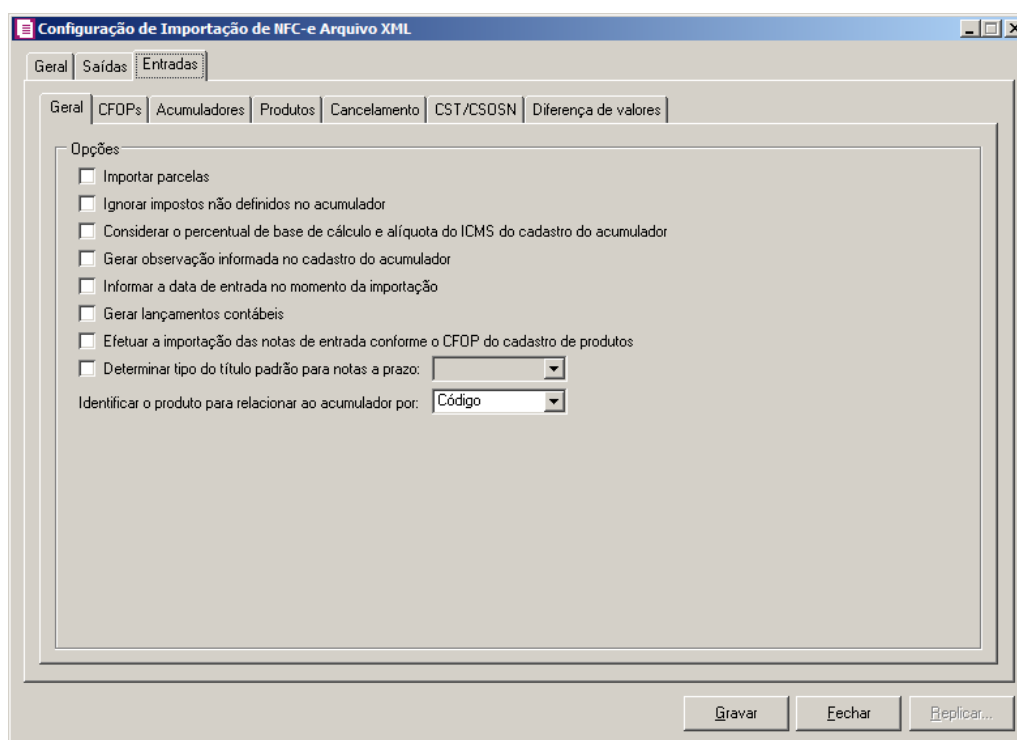 Configuração de Importação de NFC-e Arquivo XML
Geral Saídas Entradas
Geral CFOPs Acumuladores Produtos Cancelamento CST/CSOSN Diferença de valores
Opções
Importar parcelas
Ignorar impostos não definidos no acumulador
Considerar o percentual de base de cálculo e alíquota do ICMS do cadastro do acumulador
Gerar observação informada no cadastro do acumulador
Informar a data de entrada no momento da importação
Gerar lançamentos contábeis
Efetuar a importação das notas de entrada conforme o CFOP do cadastro de produtos
Determinar tipo do título padrão para notas a prazo:
Identificar o produto para relacionar ao acumulador por: Código
Gravar Fechar Replicar...